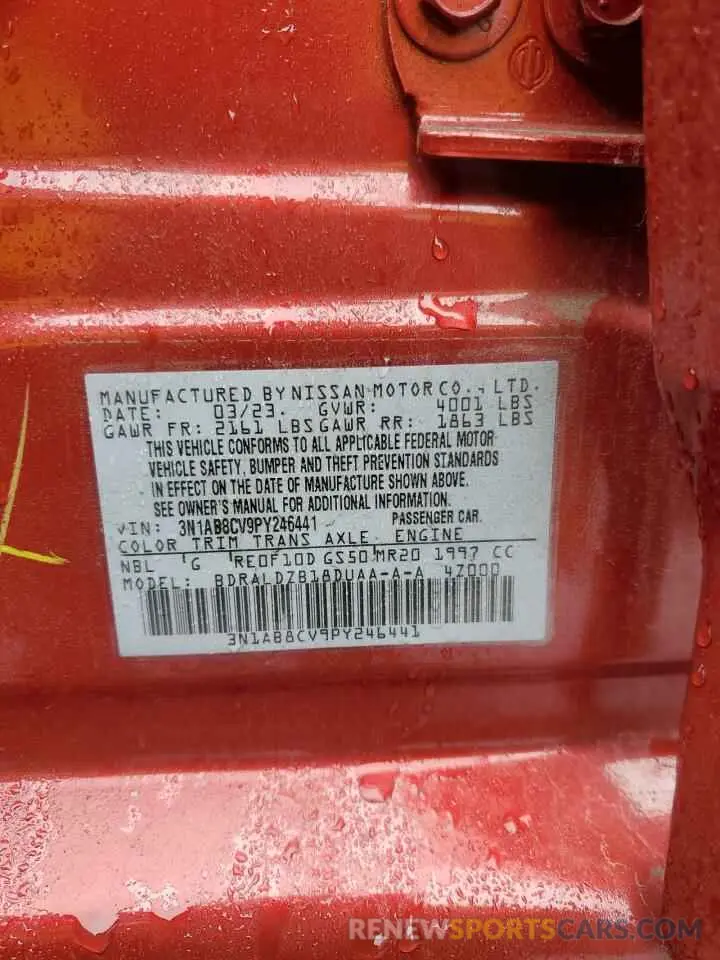 MANUFACTURED BY NISSAN MOTOR CO., LTD.
DATE: 03/23. GVWR: 4001 LBS
GAWR FR: 2161 LBS GAWR RR: 1863 LBS
THIS VEHICLE CONFORMS TO ALL APPLICABLE FEDERAL MOTOR
VEHICLE SAFETY, BUMPER AND THEFT PREVENTION STANDARDS
IN EFFECT ON THE DATE OF MANUFACTURE SHOWN ABOVE.
SEE OWNER'S MANUAL FOR ADDITIONAL INFORMATION.
VIN: 3N1AB8CV9PY246441 PASSENGER CAR.
COLOR TRIM TRANS AXLE ENGINE
NBL G RE0F10D GS50 MR20 1997 CC
MODEL: BDRALDZB18DUAA-A-A 4Z000
3N1AB8CV9PY246441
RENEWSPORTSCARS.COM